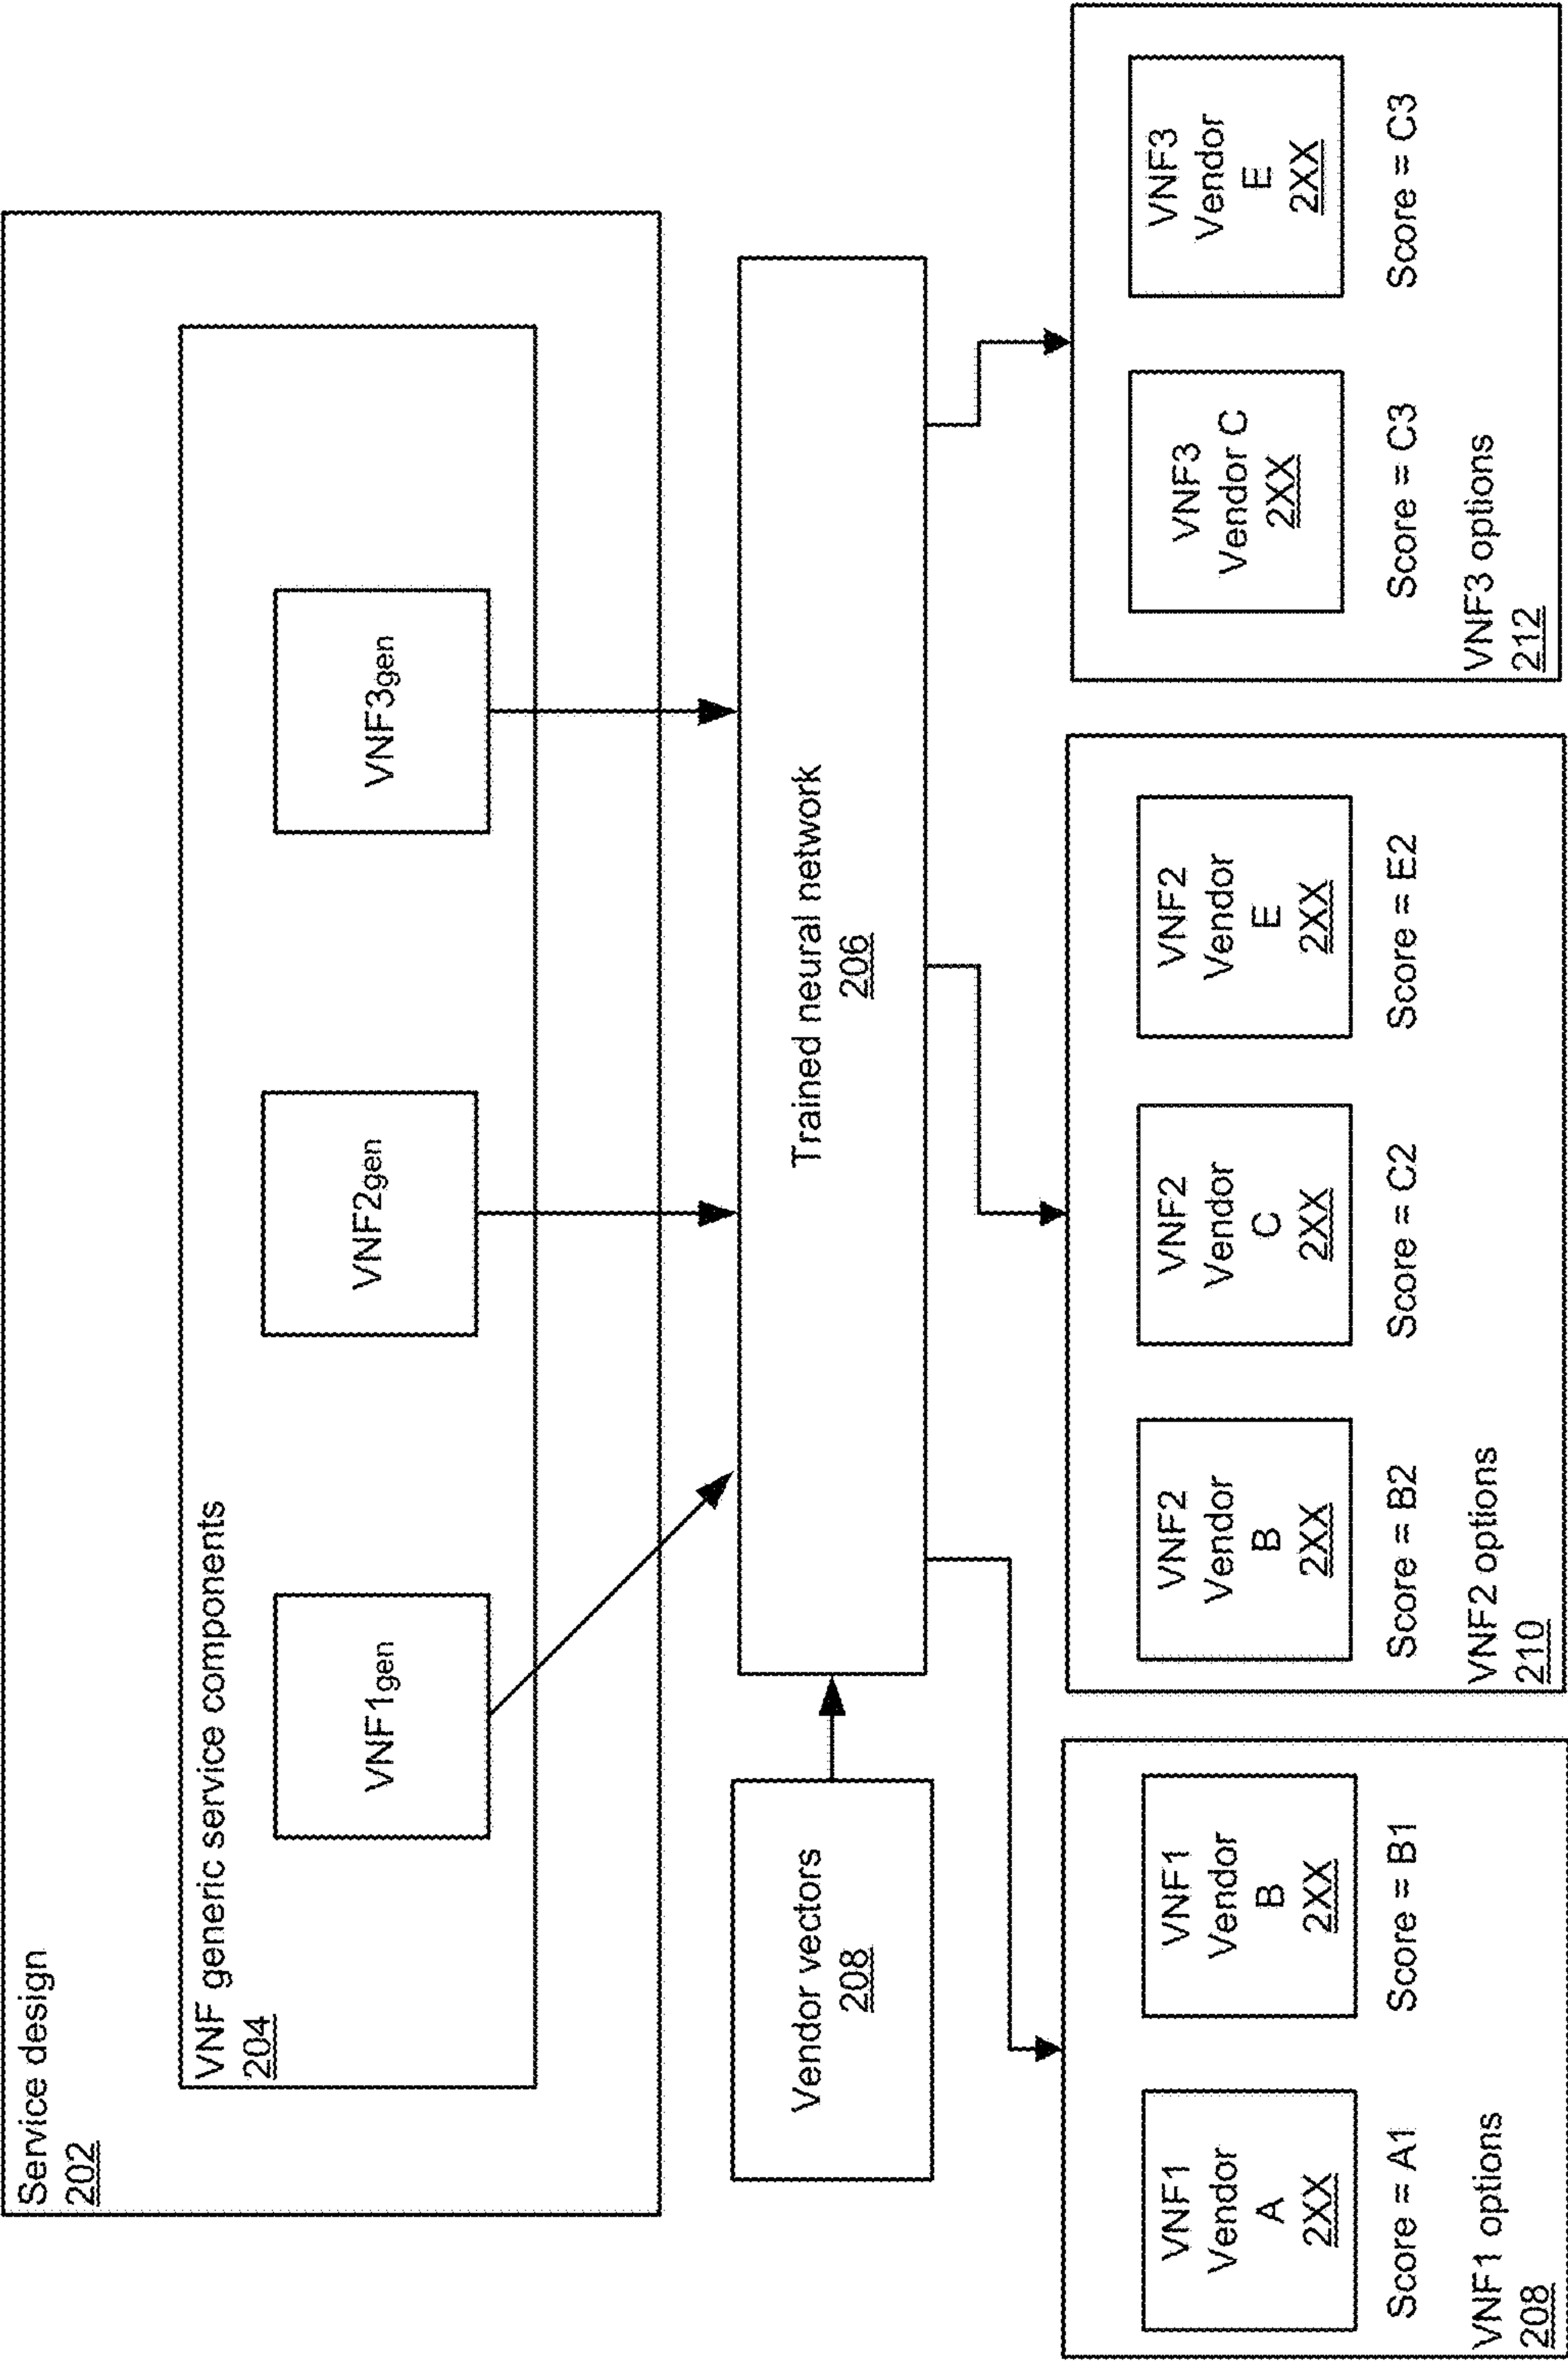 Service design
202
VNF generic service components
204
VNF1gen
VNF2gen
VNF3gen
Vendor vectors
208
Trained neural network
206
VNF1
Vendor
A
2XX
Score = A1
VNF1
Vendor
B
2XX
Score = B1
VNF1 options
208
VNF2
Vendor
B
2XX
Score = B2
VNF2
Vendor
C
2XX
Score = C2
VNF2
Vendor
E
2XX
Score = E2
VNF2 options
210
VNF3
Vendor C
2XX
Score = C3
VNF3
Vendor
E
2XX
Score = C3
VNF3 options
212